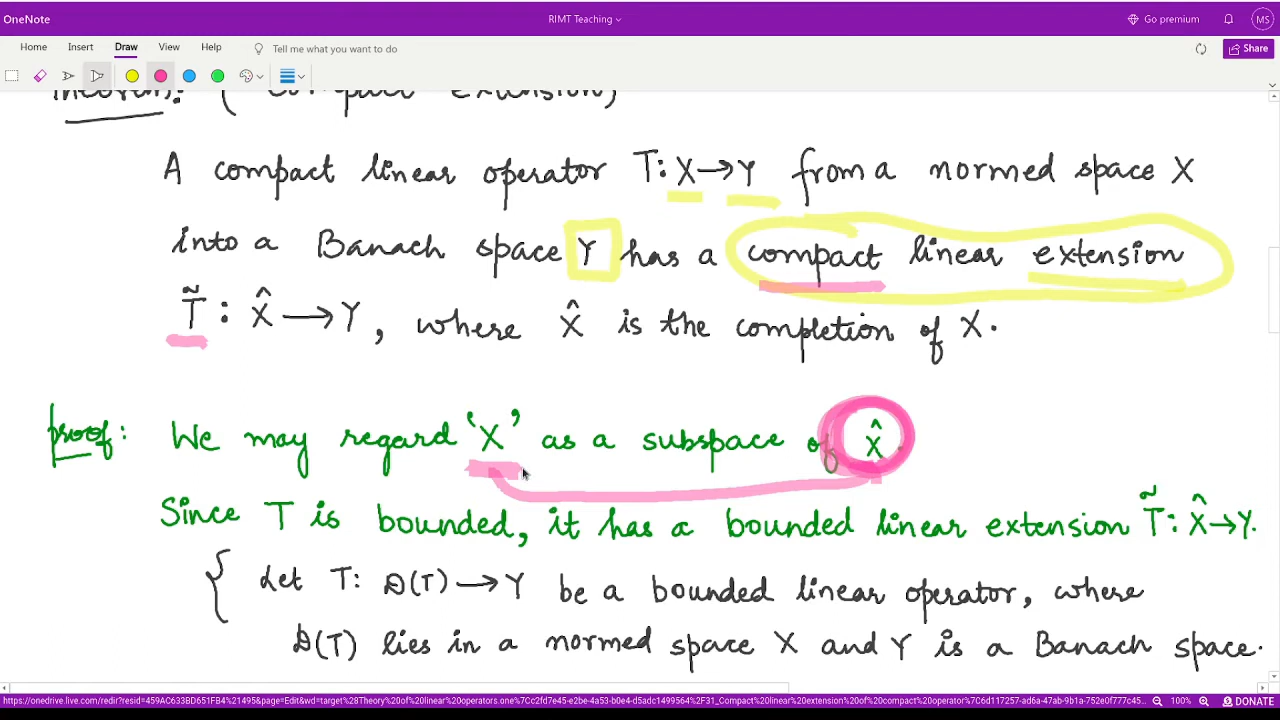 OneNote
RIMT Teaching
Go premium
MS
Home Insert Draw View Help Tell me what you want to do
Share
Theorem: ( Compact extension)
A compact linear operator T: X→Y from a normed space X
into a Banach space Y has a compact linear extension
T̃ : X̂ → Y, where X̂ is the completion of X.
proof: We may regard 'X' as a subspace of X̂.
Since T is bounded, it has a bounded linear extension T̃: X̂→Y.
{ Let T: D(T) → Y be a bounded linear operator, where
D(T) lies in a normed space X and Y is a Banach space.
100%
DONATE